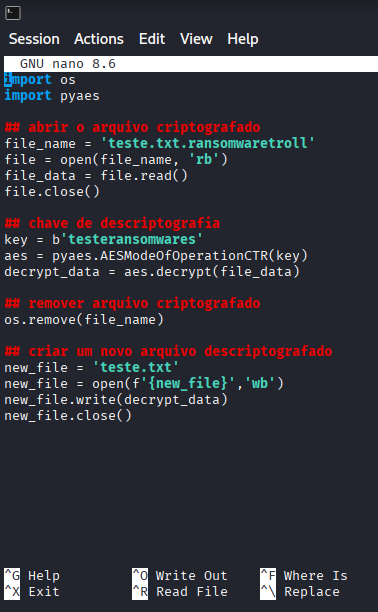 Session Actions Edit View Help
GNU nano 8.6
import os
import pyaes
## abrir o arquivo criptografado
file_name = 'teste.txt.ransomwaretroll'
file = open(file_name, 'rb')
file_data = file.read()
file.close()
## chave de descriptografia
key = b'testeransomwares'
aes = pyaes.AESModeOfOperationCTR(key)
decrypt_data = aes.decrypt(file_data)
## remover arquivo criptografado
os.remove(file_name)
## criar um novo arquivo descriptografado
new_file = 'teste.txt'
new_file = open(f'{new_file}','wb')
new_file.write(decrypt_data)
new_file.close()
^G Help ^O Write Out ^F Where Is
^X Exit ^R Read File ^\ Replace